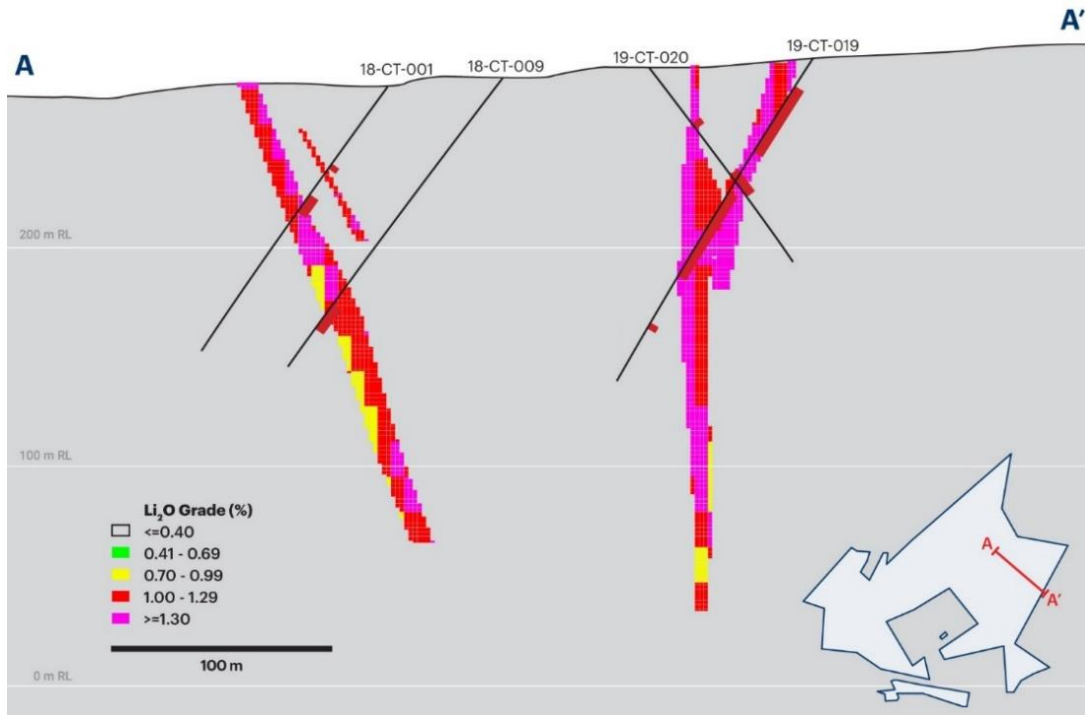 A
A'
18-CT-001
18-CT-009
19-CT-020
19-CT-019
200 m RL
100 m RL
Li₂O Grade (%)
<=0.40
0.41 - 0.69
0.70 - 0.99
1.00 - 1.29
>=1.30
100 m
A
A'
0 m RL